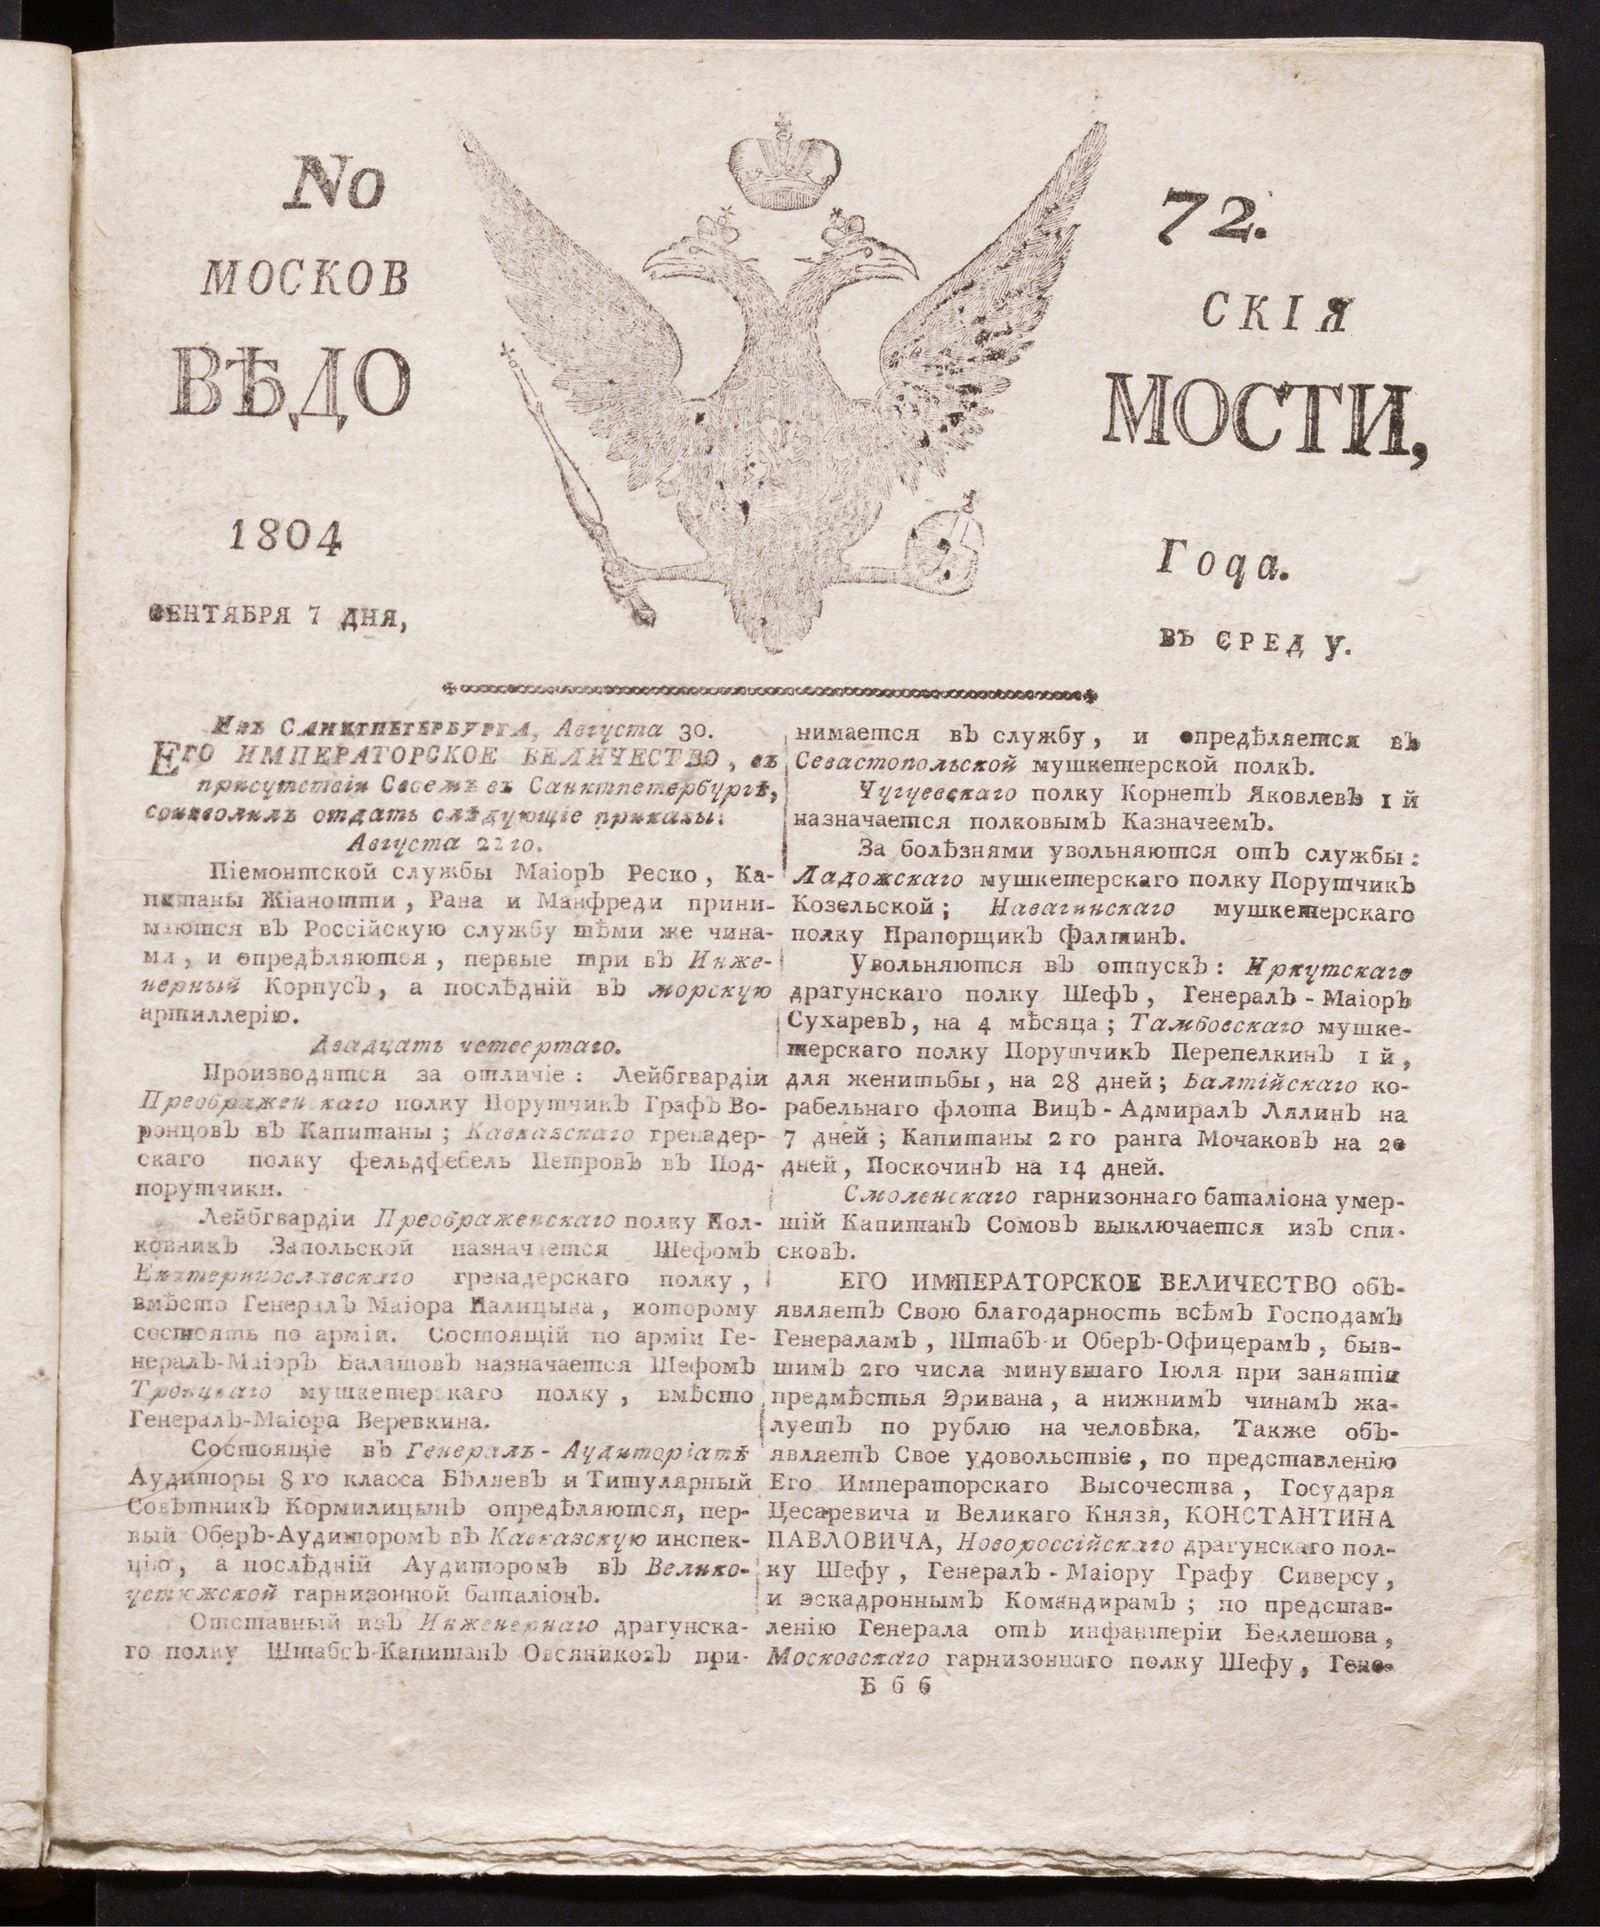 No 72.
МОСКОВ СКІЯ
ВѢДО МОСТИ,
1804 Года.
СЕНТЯБРЯ 7 ДНЯ, ВЪ СРЕДУ.
Изъ САНКТПЕТЕРБУРГА, Августа 30.
ЕГО ИМПЕРАТОРСКОЕ ВЕЛИЧЕСТВО, въ
присутствіи Своемъ въ Санктпетербургѣ,
соизволилъ отдать слѣдующіе приказы:
Августа 22го.
Піемонтской службы Маіоръ Реско, Ка-
питаны Жіанотти, Рана и Манфреди прини-
маются въ Россійскую службу тѣми же чина-
ми, и опредѣляются, первые три въ Инже-
нерный Корпусъ, а послѣдній въ морскую
артиллерію.
Двадцать четвертаго.
Производятся за отличіе: Лейбгвардіи
Преображенскаго полку Порутчикъ Графъ Во-
ронцовъ въ Капитаны; Кавказскаго гренадер-
скаго полку фельдфебель Петровъ въ Под-
порутчики.
Лейбгвардіи Преображенскаго полку Пол-
ковникъ Запольской назначается Шефомъ
Екатеринославскаго гренадерскаго полку,
вмѣсто Генералъ Маіора Палицына, которому
состоять по арміи. Состоящій по арміи Ге-
нералъ-Маіоръ Балашовъ назначается Шефомъ
Троицкаго мушкетерскаго полку, вмѣсто
Генералъ-Маіора Веревкина.
Состоящіе въ Генералъ-Аудиторіатѣ
Аудиторы 8го класса Бѣляевъ и Титулярный
Совѣтникъ Кормилицынъ опредѣляются, пер-
вый Оберъ-Аудиторомъ въ Кавказскую инспек-
цію, а послѣдній Аудиторомъ въ Велико-
устюжской гарнизонной баталіонъ.
Отставный изъ Инженернаго драгунска-
го полку Штабсъ-Капитанъ Овсяниковъ при-
нимается въ службу, и опредѣляется въ
Севастопольской мушкетерской полкъ.
Чугуевскаго полку Корнетъ Яковлевъ 1й
назначается полковымъ Казначеемъ.
За болѣзнями увольняются отъ службы:
Ладожскаго мушкетерскаго полку Порутчикъ
Козельской; Навагинскаго мушкетерскаго
полку Прапорщикъ Фалтинъ.
Увольняются въ отпускъ: Иркутскаго
драгунскаго полку Шефъ, Генералъ-Маіоръ
Сухаревъ, на 4 мѣсяца; Тамбовскаго мушке-
терскаго полку Порутчикъ Перепелкинъ 1й,
для женитьбы, на 28 дней; Балтійскаго ко-
рабельнаго флота Вицъ-Адмиралъ Лялинъ на
7 дней; Капитаны 2го ранга Мочаковъ на 20
дней, Поскочинъ на 14 дней.
Смоленскаго гарнизоннаго баталіона умер-
шій Капитанъ Сомовъ выключается изъ спи-
сковъ.
ЕГО ИМПЕРАТОРСКОЕ ВЕЛИЧЕСТВО объ-
являетъ Свою благодарность всѣмъ Господамъ
Генераламъ, Штабъ и Оберъ-Офицерамъ, быв-
шимъ 2го числа минувшаго Іюля при занятіи
предмѣстья Эривана, а нижнимъ чинамъ жа-
луетъ по рублю на человѣка. Также объ-
являетъ Свое удовольствіе, по представленію
Его Императорскаго Высочества, Государя
Цесаревича и Великаго Князя, КОНСТАНТИНА
ПАВЛОВИЧА, Новороссійскаго драгунскаго пол-
ку Шефу, Генералъ-Маіору Графу Сиверсу,
и эскадроннымъ Командирамъ; по представ-
ленію Генерала отъ инфантеріи Беклешова,
Московскаго гарнизоннаго полку Шефу, Гене-
Б б б